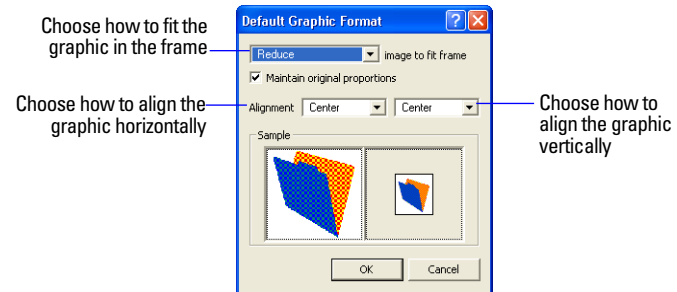 Choose how to fit the
graphic in the frame
Default Graphic Format
Reduce image to fit frame
Maintain original proportions
Choose how to align the
graphic horizontally
Alignment Center Center
Choose how to
align the graphic
vertically
Sample
OK Cancel